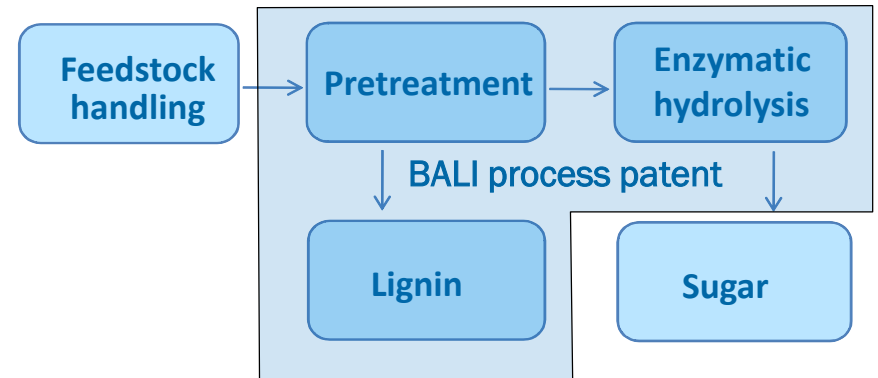 Feedstock
handling
Pretreatment
Enzymatic
hydrolysis
BALI process patent
Lignin
Sugar